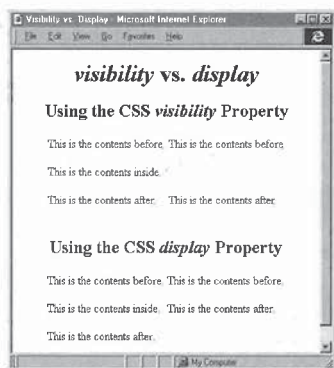 Visibility vs. Display - Microsoft Internet Explorer
File Edit View Go Favorites Help
visibility vs. display
Using the CSS visibility Property
This is the contents before. This is the contents before.
This is the contents inside.
This is the contents after. This is the contents after.
Using the CSS display Property
This is the contents before. This is the contents before.
This is the contents inside. This is the contents after.
This is the contents after.
My Computer